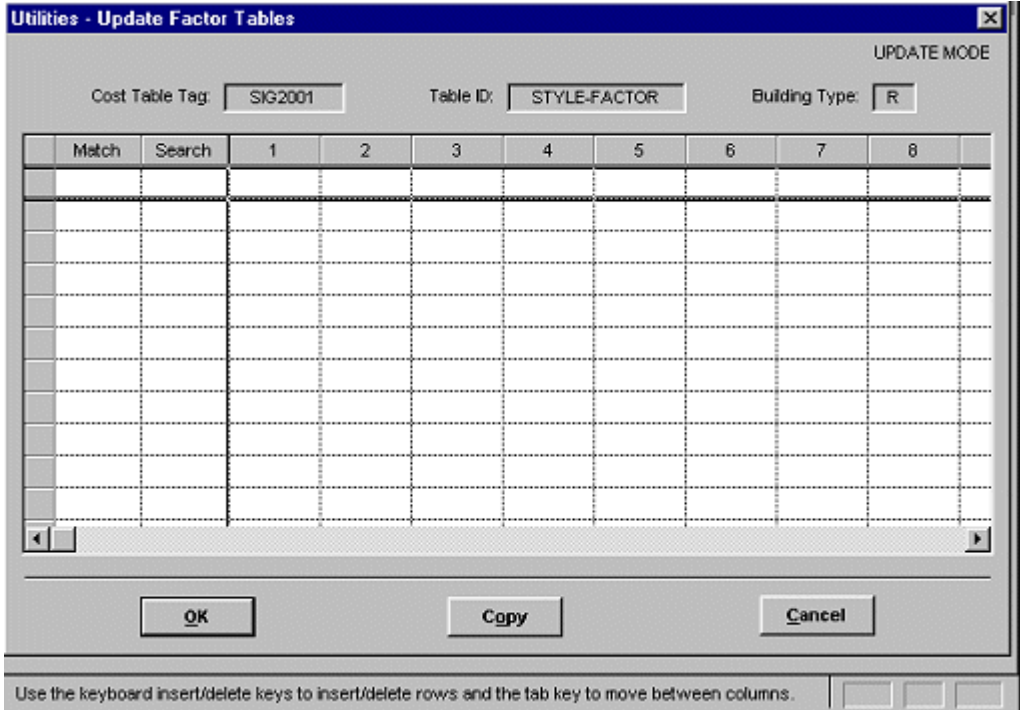 Utilities - Update Factor Tables
UPDATE MODE
Cost Table Tag: SIG2001 Table ID: STYLE-FACTOR Building Type: R
Match Search 1 2 3 4 5 6 7 8
OK Copy Cancel
Use the keyboard insert/delete keys to insert/delete rows and the tab key to move between columns.